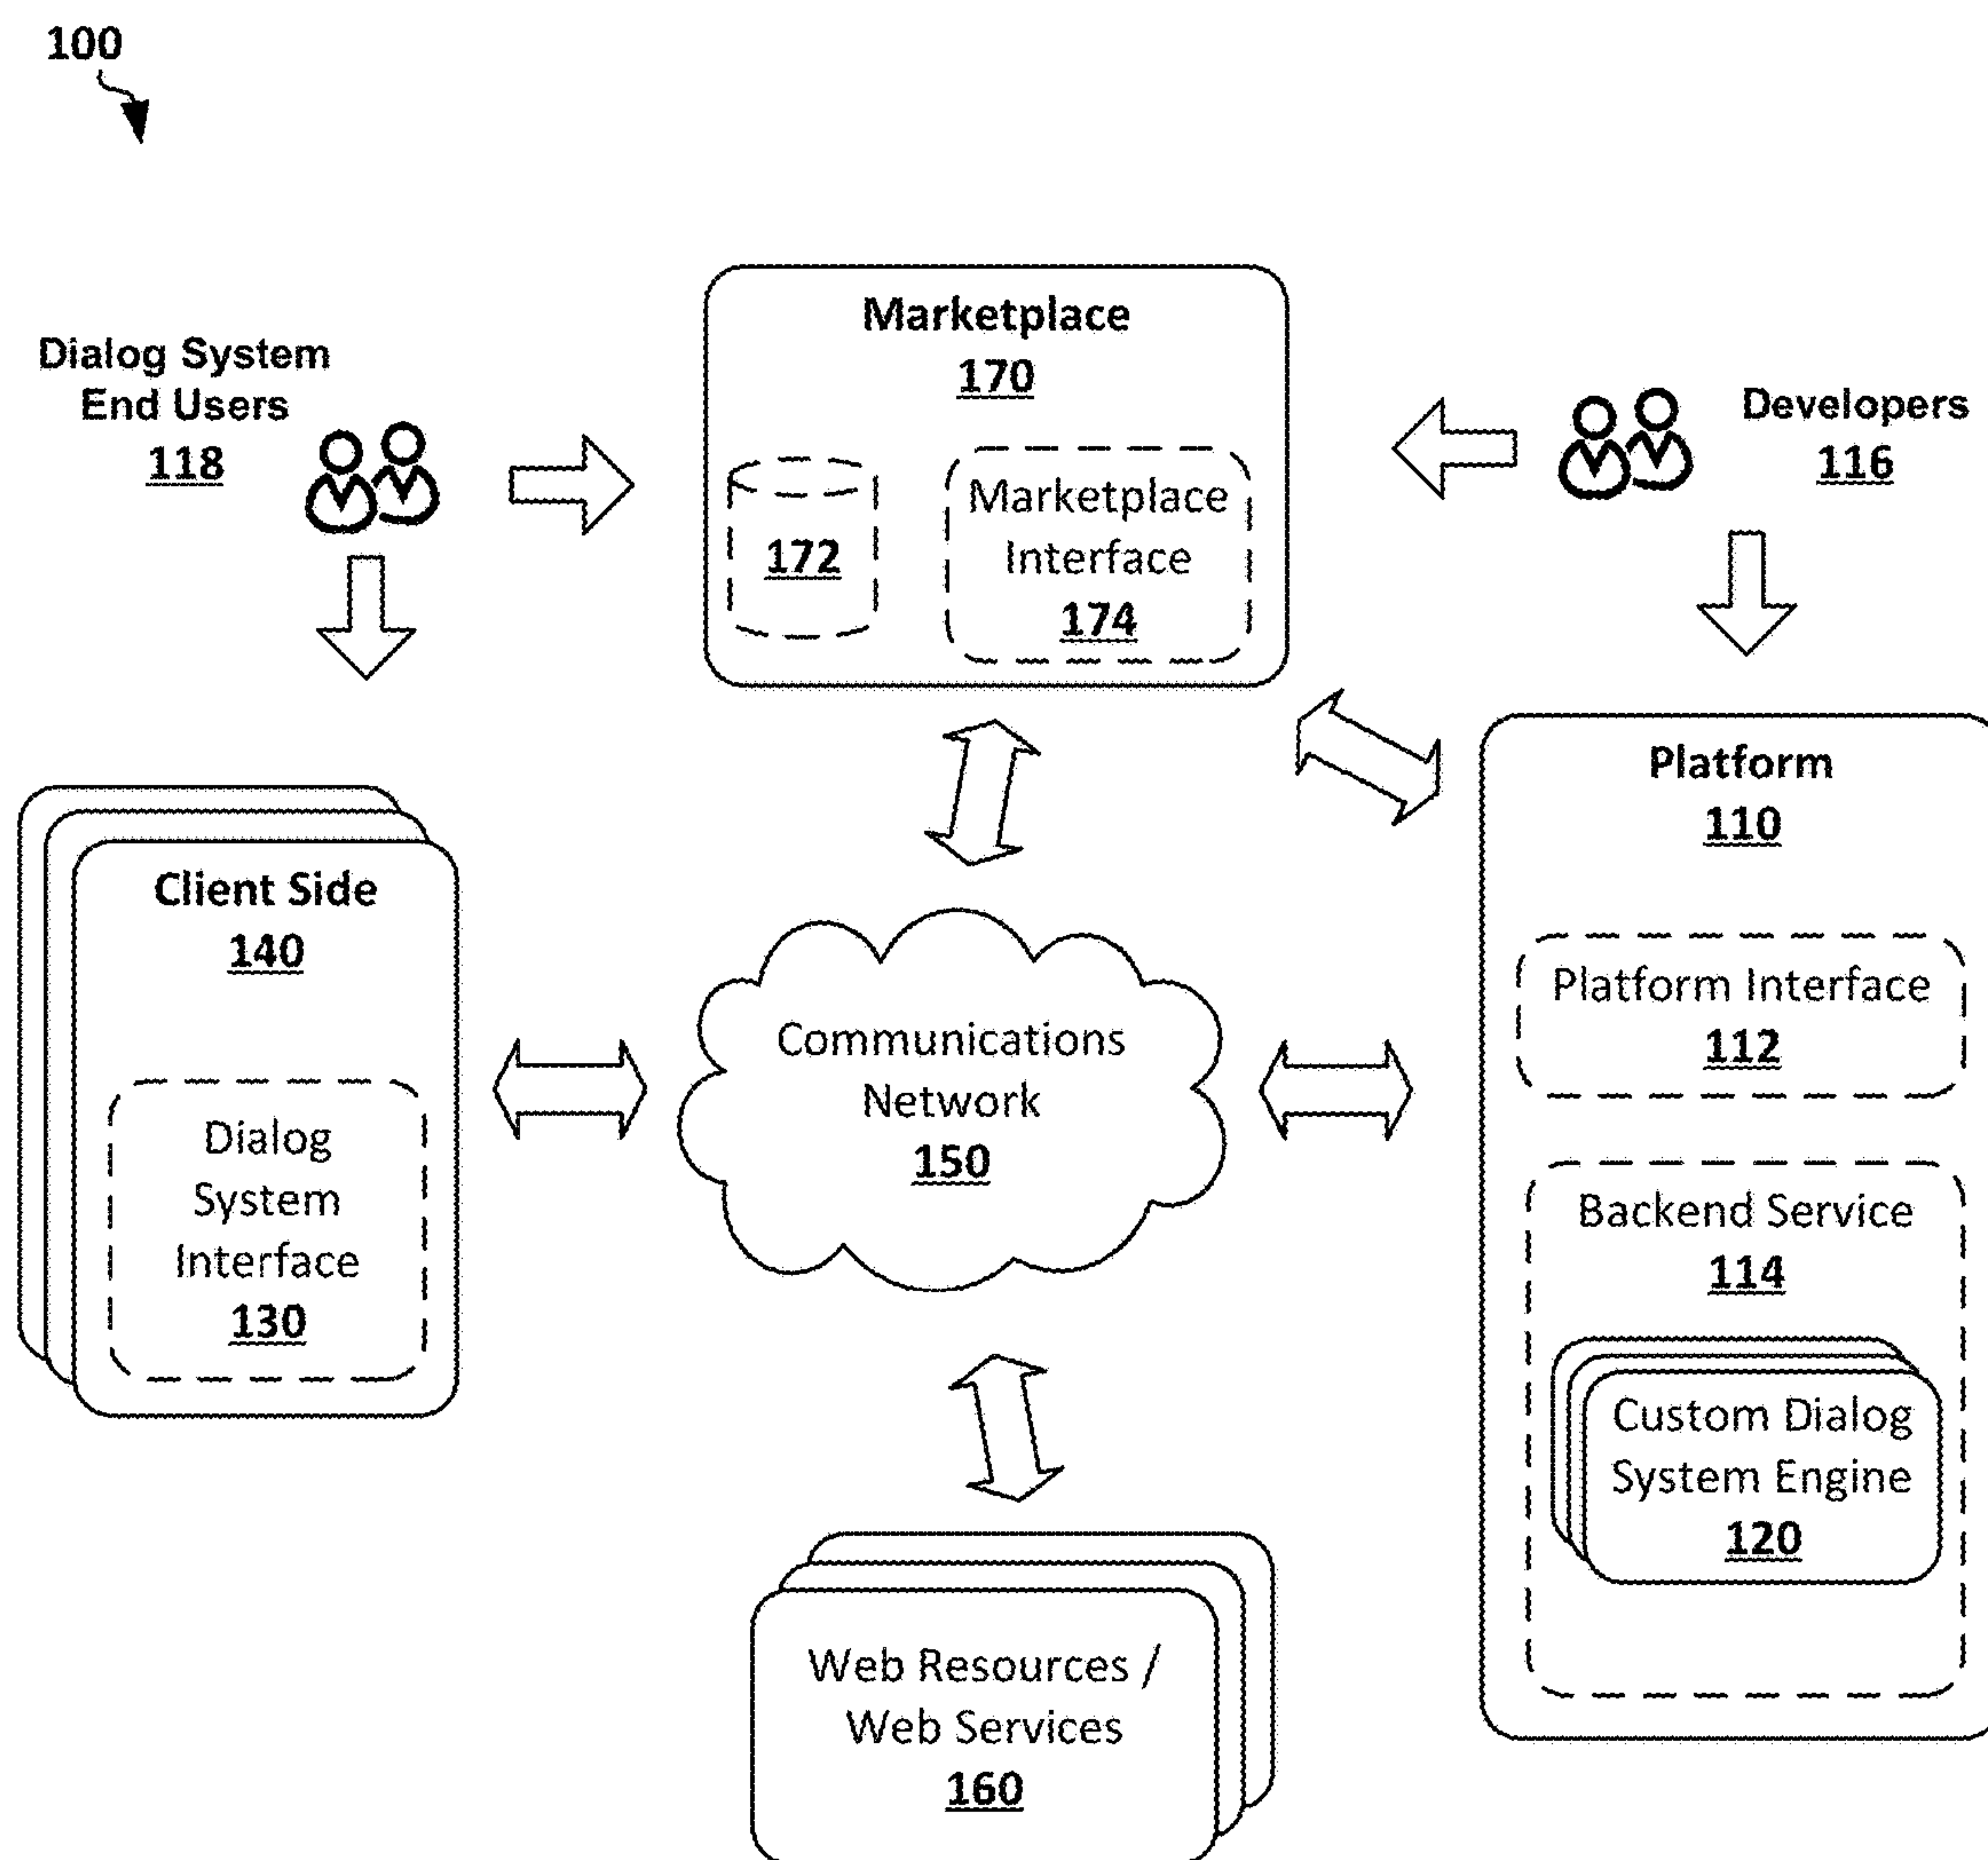 100
Marketplace
170
172
Marketplace
Interface
174
Dialog System
End Users
118
Developers
116
Client Side
140
Dialog
System
Interface
130
Communications
Network
150
Platform
110
Platform Interface
112
Backend Service
114
Custom Dialog
System Engine
120
Web Resources /
Web Services
160